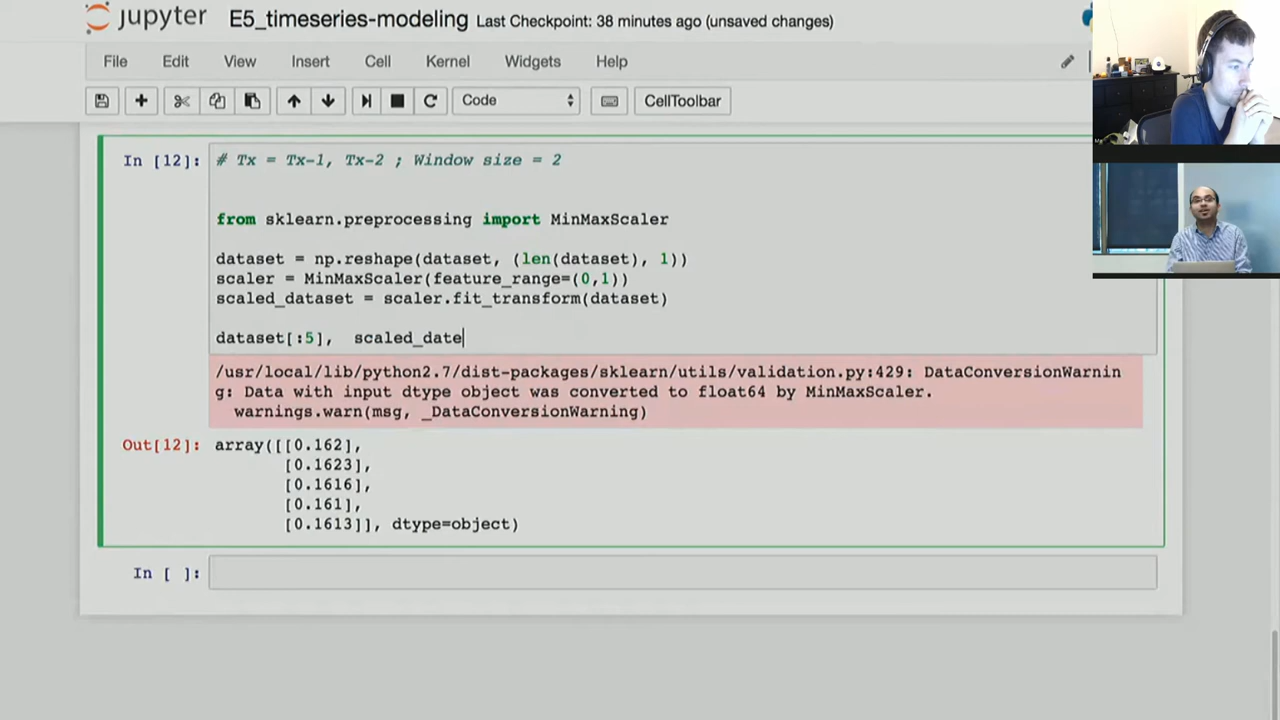 jupyter E5_timeseries-modeling Last Checkpoint: 38 minutes ago (unsaved changes)
File Edit View Insert Cell Kernel Widgets Help
Code CellToolbar
In [12]: # Tx = Tx-1, Tx-2 ; Window size = 2
from sklearn.preprocessing import MinMaxScaler
dataset = np.reshape(dataset, (len(dataset), 1))
scaler = MinMaxScaler(feature_range=(0,1))
scaled_dataset = scaler.fit_transform(dataset)
dataset[:5],  scaled_date
/usr/local/lib/python2.7/dist-packages/sklearn/utils/validation.py:429: DataConversionWarnin
g: Data with input dtype object was converted to float64 by MinMaxScaler.
warnings.warn(msg, _DataConversionWarning)
Out[12]: array([[0.162],
[0.1623],
[0.1616],
[0.161],
[0.1613]], dtype=object)
In [ ]: